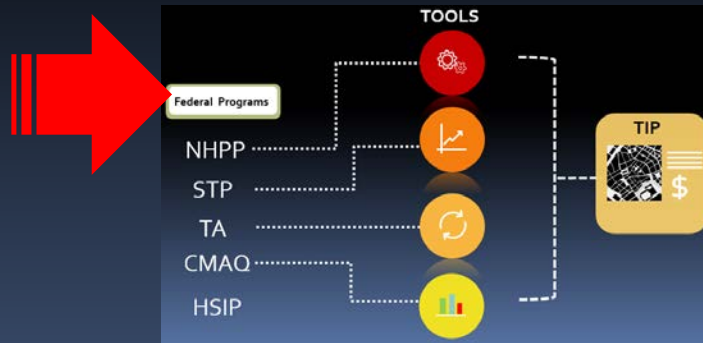 TOOLS
Federal Programs
NHPP
STP
TA
CMAQ
HSIP
TIP
$